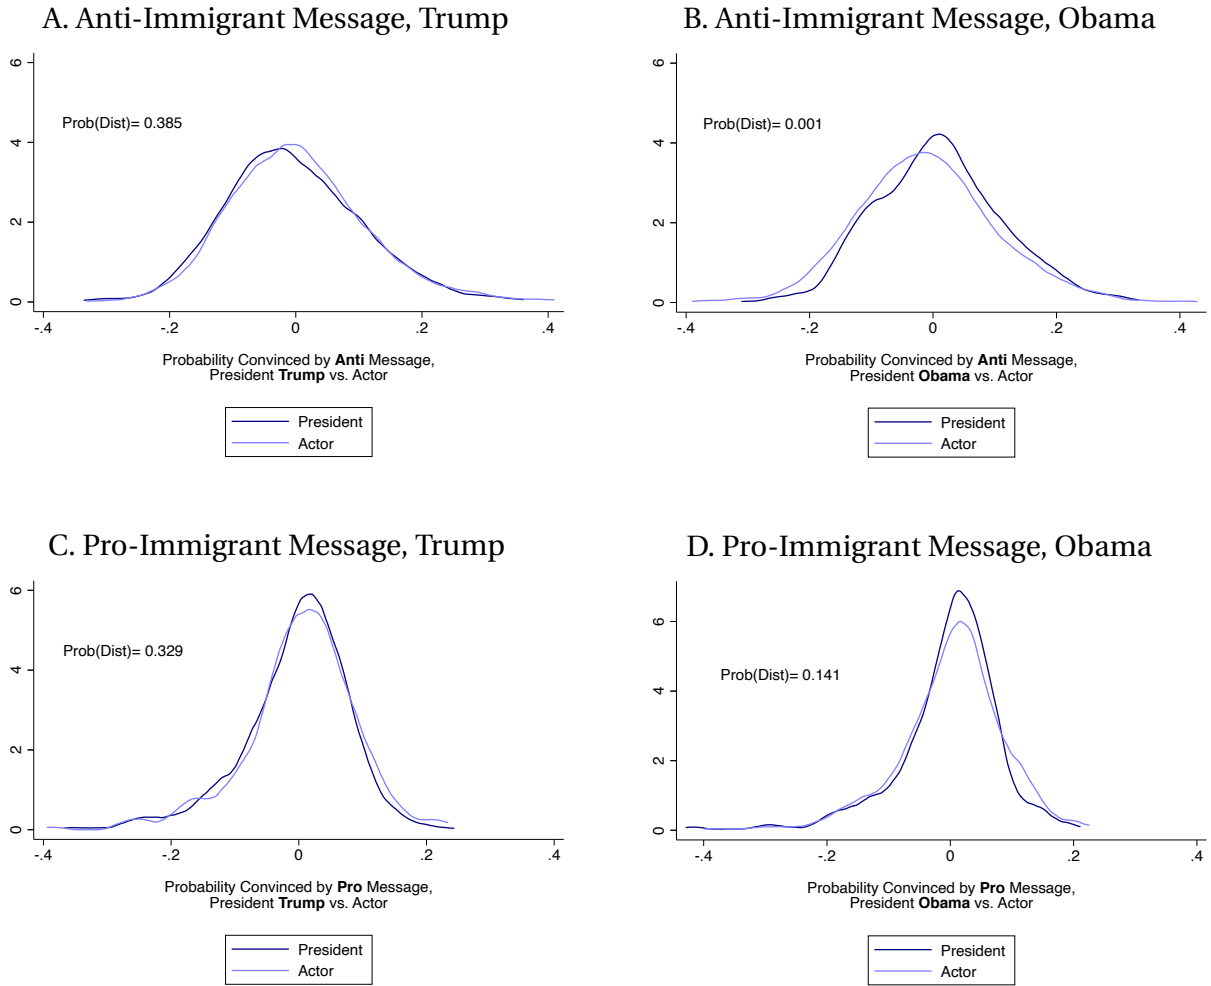 A. Anti-Immigrant Message, Trump
6
4
2
0
Prob(Dist)= 0.385
-.4 -.2 0 .2 .4
Probability Convinced by Anti Message,
President Trump vs. Actor
President
Actor
B. Anti-Immigrant Message, Obama
6
4
2
0
Prob(Dist)= 0.001
-.4 -.2 0 .2 .4
Probability Convinced by Anti Message,
President Obama vs. Actor
President
Actor
C. Pro-Immigrant Message, Trump
6
4
2
0
Prob(Dist)= 0.329
-.4 -.2 0 .2 .4
Probability Convinced by Pro Message,
President Trump vs. Actor
President
Actor
D. Pro-Immigrant Message, Obama
6
4
2
0
Prob(Dist)= 0.141
-.4 -.2 0 .2 .4
Probability Convinced by Pro Message,
President Obama vs. Actor
President
Actor